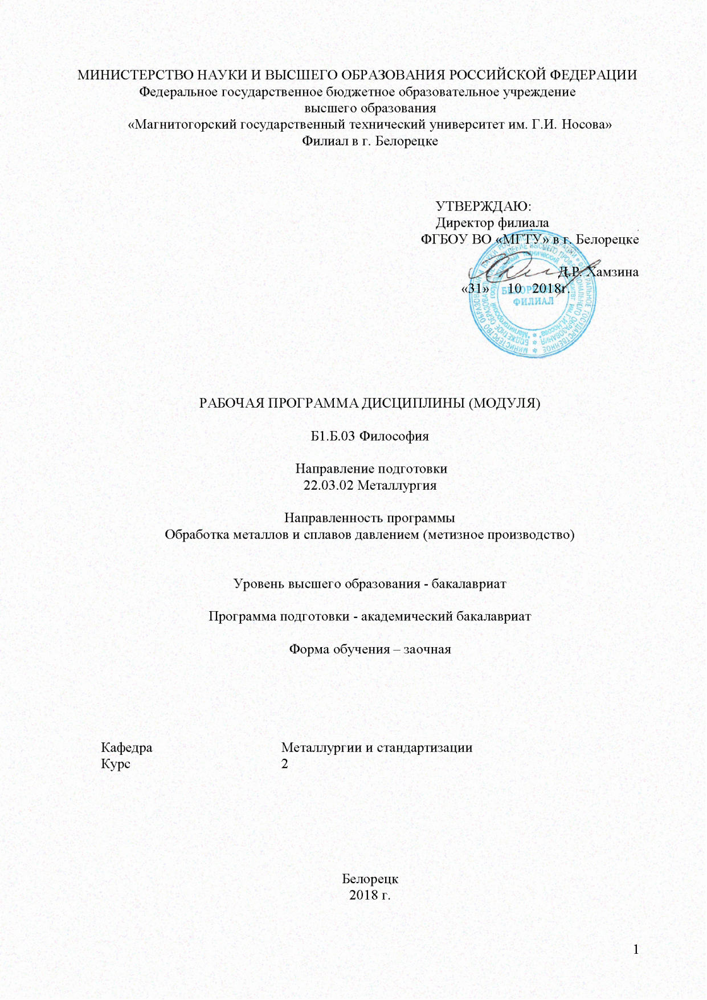 МИНИСТЕРСТВО НАУКИ И ВЫСШЕГО ОБРАЗОВАНИЯ РОССИЙСКОЙ ФЕДЕРАЦИИ
Федеральное государственное бюджетное образовательное учреждение
высшего образования
«Магнитогорский государственный технический университет им. Г.И. Носова»
Филиал в г. Белорецке
УТВЕРЖДАЮ:
Директор филиала
ФГБОУ ВО «МГТУ» в г. Белорецке
Д.Р. Хамзина
«31» 10 2018г.
ФИЛИАЛ
РАБОЧАЯ ПРОГРАММА ДИСЦИПЛИНЫ (МОДУЛЯ)
Б1.Б.03 Философия
Направление подготовки
22.03.02 Металлургия
Направленность программы
Обработка металлов и сплавов давлением (метизное производство)
Уровень высшего образования - бакалавриат
Программа подготовки - академический бакалавриат
Форма обучения – заочная
Кафедра Металлургии и стандартизации
Курс 2
Белорецк
2018 г.
1